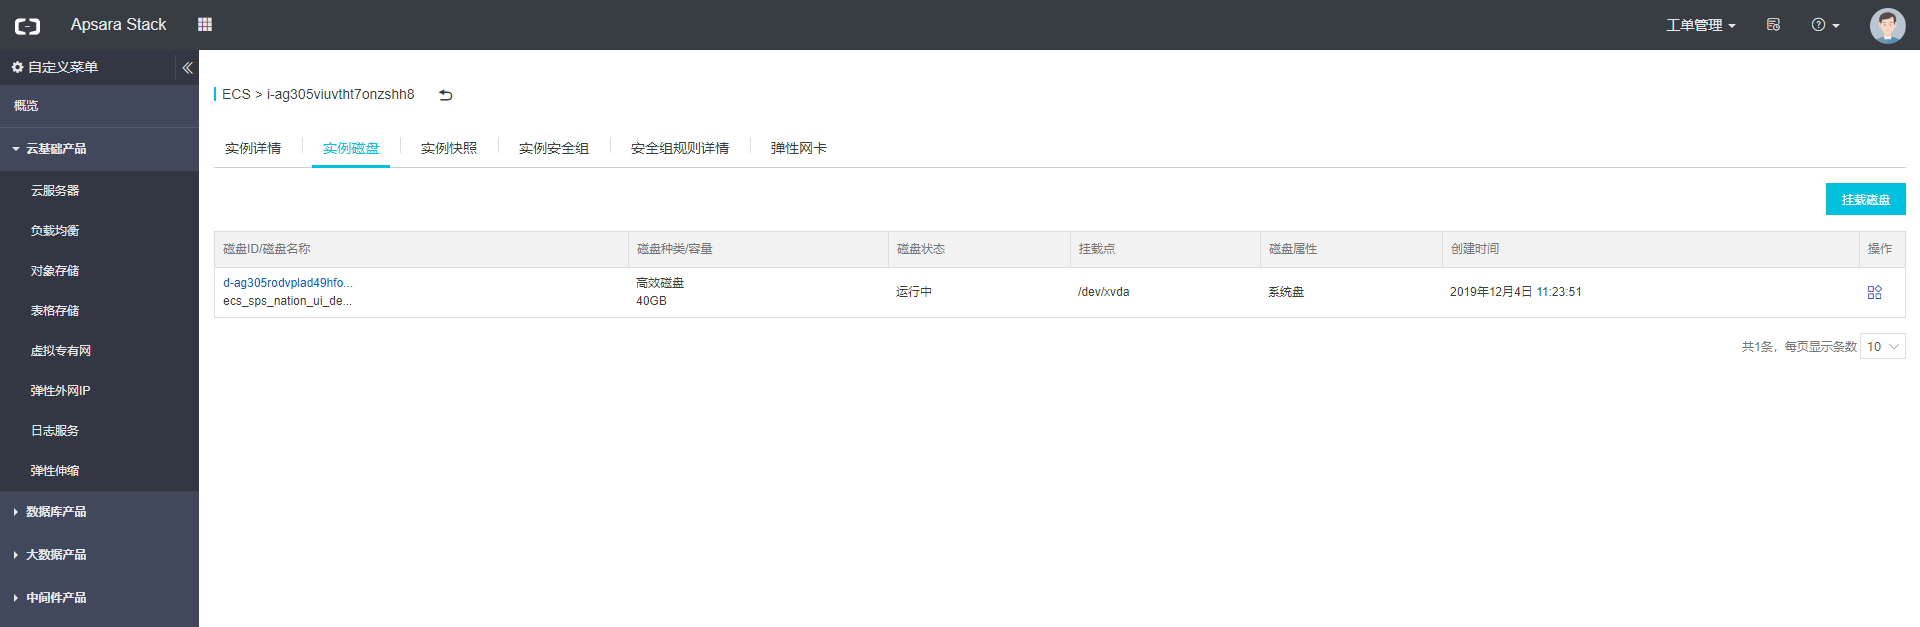 Apsara Stack
工单管理
自定义菜单
概览
云基础产品
云服务器
负载均衡
对象存储
表格存储
虚拟专有网
弹性外网IP
日志服务
弹性伸缩
数据库产品
大数据产品
中间件产品
ECS > i-ag305viuvtht7onzshh8
实例详情 实例磁盘 实例快照 实例安全组 安全组规则详情 弹性网卡
挂载磁盘
磁盘ID/磁盘名称 磁盘种类/容量 磁盘状态 挂载点 磁盘属性 创建时间 操作
d-ag305rodvplad49hfo... 高效磁盘
ecs_sps_nation_ui_de... 40GB
运行中 /dev/xvda 系统盘 2019年12月4日 11:23:51
共1条，每页显示条数 10